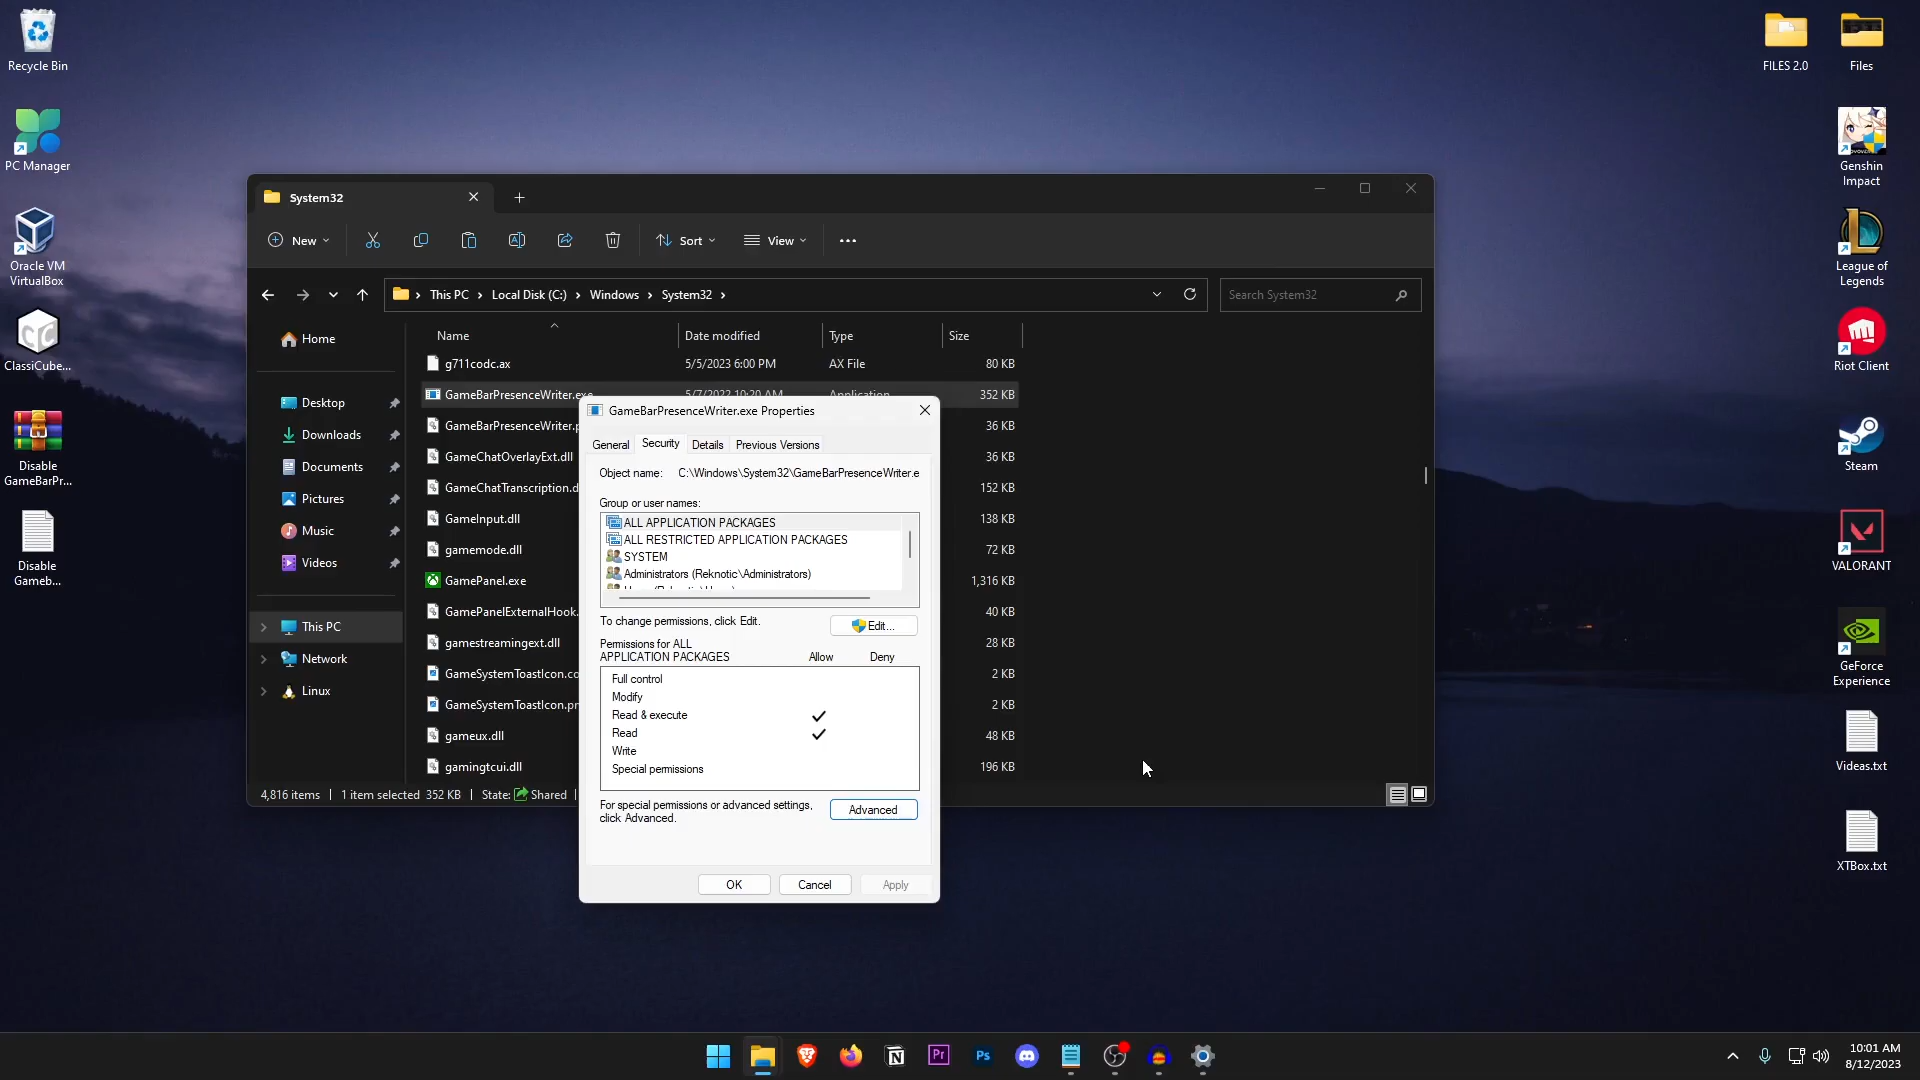 Recycle Bin
PC Manager
Oracle VM
VirtualBox
ClassiCube...
Disable
GameBarPr...
Disable
Gameb...
FILES 2.0
Files
Genshin
Impact
League of
Legends
Riot Client
Steam
VALORANT
GeForce
Experience
Videas.txt
XTBox.txt
System32
New
Sort
View
This PC
Local Disk (C:)
Windows
System32
Search System32
Home
Desktop
Downloads
Documents
Pictures
Music
Videos
This PC
Network
Linux
Name Date modified Type Size
g711codc.ax 5/5/2023 6:00 PM AX File 80 KB
GameBarPresenceWriter.exe 5/7/2022 10:20 AM Application 352 KB
GameBarPresenceWriter.p 36 KB
GameChatOverlayExt.dll 36 KB
GameChatTranscription.d 152 KB
GameInput.dll 138 KB
gamemode.dll 72 KB
GamePanel.exe 1,316 KB
GamePanelExternalHook. 40 KB
gamestreamingext.dll 28 KB
GameSystemToastIcon.co 2 KB
GameSystemToastIcon.pr 2 KB
gameux.dll 48 KB
gamingtcui.dll 196 KB
4,816 items 1 item selected 352 KB State: Shared
GameBarPresenceWriter.exe Properties
General Security Details Previous Versions
Object name: C:\Windows\System32\GameBarPresenceWriter.e
Group or user names:
ALL APPLICATION PACKAGES
ALL RESTRICTED APPLICATION PACKAGES
SYSTEM
Administrators (Reknotic\Administrators)
To change permissions, click Edit.
Edit...
Permissions for ALL
APPLICATION PACKAGES Allow Deny
Full control
Modify
Read & execute
Read
Write
Special permissions
For special permissions or advanced settings,
click Advanced.
Advanced
OK Cancel Apply
Pr
Ps
10:01 AM
8/12/2023